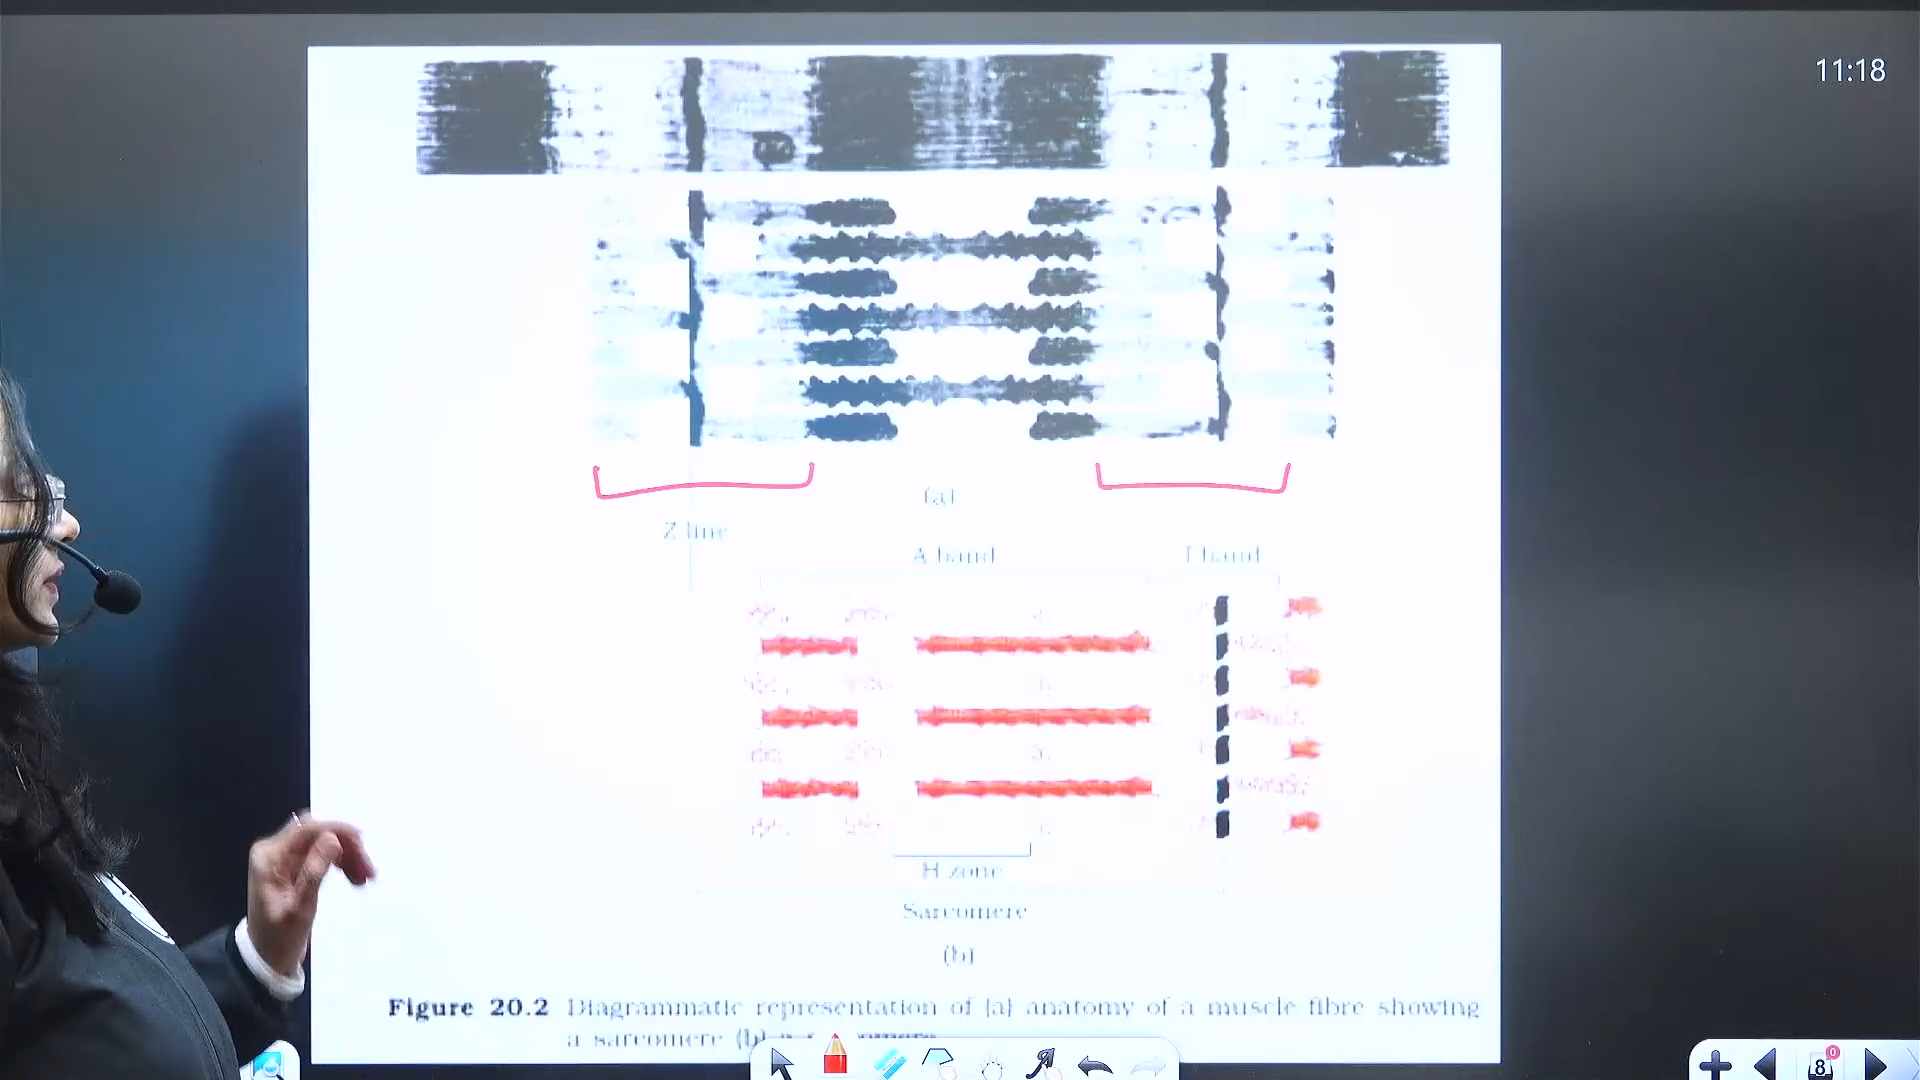 11:18
(a)
Z line
A band
I band
H zone
Sarcomere
(b)
Figure 20.2 Diagrammatic representation of (a) anatomy of a muscle fibre showing
a sarcomere (b)
8
0